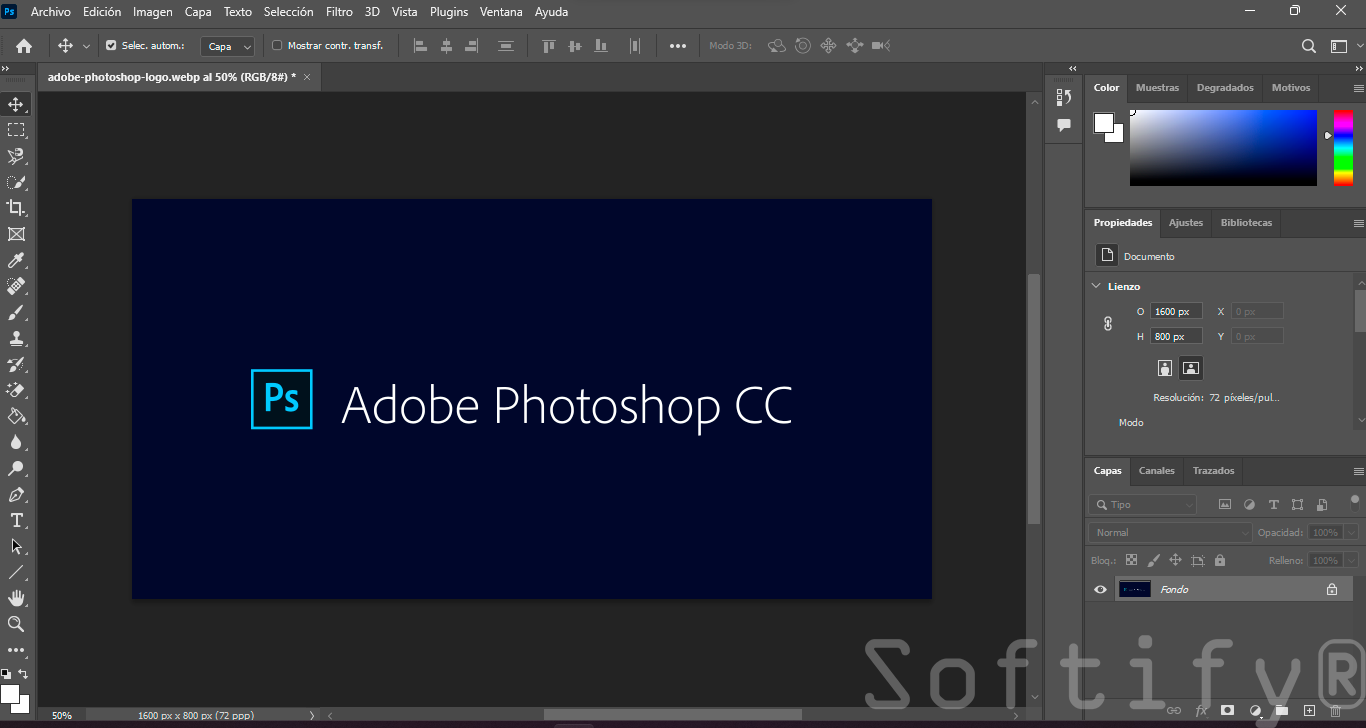 Ps Archivo Edición Imagen Capa Texto Selección Filtro 3D Vista Plugins Ventana Ayuda
Selec. autom.: Capa Mostrar contr. transf. ••• Modo 3D:
adobe-photoshop-logo.webp al 50% (RGB/8#) * ×
Color Muestras Degradados Motivos
Propiedades Ajustes Bibliotecas
Documento
Lienzo
O 1600 px X 0 px
H 800 px Y 0 px
Resolución: 72 píxeles/pul...
Modo
Ps Adobe Photoshop CC
Capas Canales Trazados
Tipo
Normal Opacidad: 100%
Bloq.: Relleno: 100%
Fondo
Softify®
fx
50% 1600 px x 800 px (72 ppp)